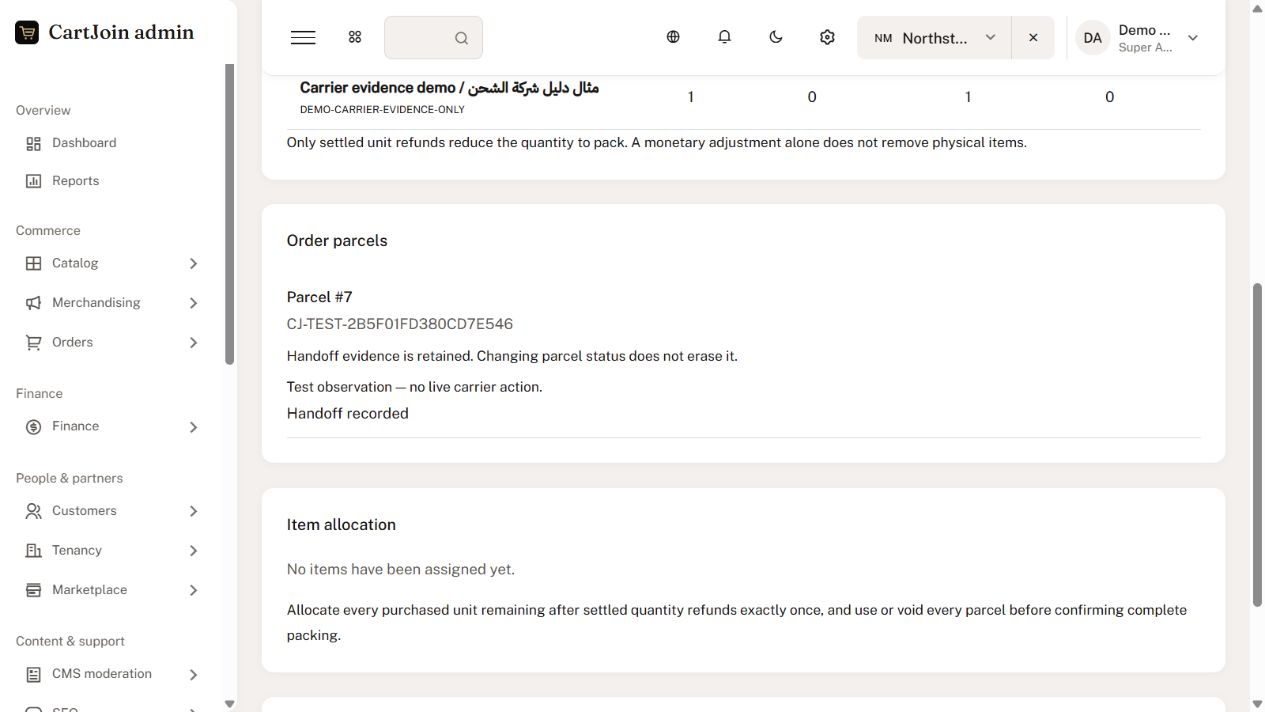 CartJoin admin
NM Northst...
DA
Demo ...
Super A...
Overview
Dashboard
Reports
Commerce
Catalog
Merchandising
Orders
Finance
Finance
People & partners
Customers
Tenancy
Marketplace
Content & support
CMS moderation
SEO
Carrier evidence demo / مثال دليل شركة الشحن
DEMO-CARRIER-EVIDENCE-ONLY
1 0 1 0
Only settled unit refunds reduce the quantity to pack. A monetary adjustment alone does not remove physical items.
Order parcels
Parcel #7
CJ-TEST-2B5F01FD380CD7E546
Handoff evidence is retained. Changing parcel status does not erase it.
Test observation — no live carrier action.
Handoff recorded
Item allocation
No items have been assigned yet.
Allocate every purchased unit remaining after settled quantity refunds exactly once, and use or void every parcel before confirming complete
packing.